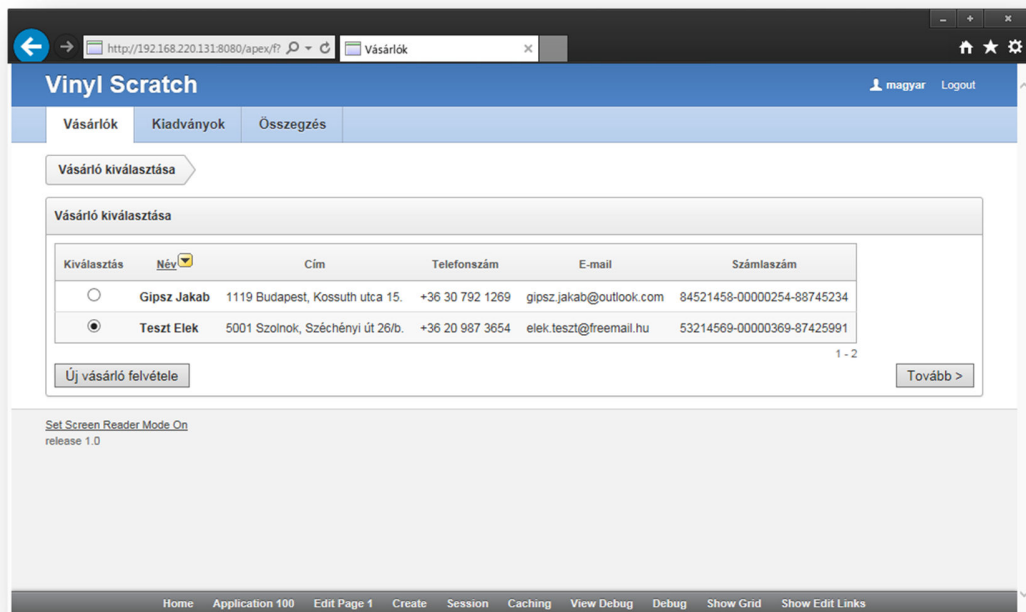 http://192.168.220.131:8080/apex/f?
Vásárlók
Vinyl Scratch
magyar Logout
Vásárlók Kiadványok Összegzés
Vásárló kiválasztása
Vásárló kiválasztása
Kiválasztás Név Cím Telefonszám E-mail Számlaszám
Gipsz Jakab 1119 Budapest, Kossuth utca 15. +36 30 792 1269 gipsz.jakab@outlook.com 84521458-00000254-88745234
Teszt Elek 5001 Szolnok, Széchényi út 26/b. +36 20 987 3654 elek.teszt@freemail.hu 53214569-00000369-87425991
1 - 2
Új vásárló felvétele Tovább >
Set Screen Reader Mode On
release 1.0
Home Application 100 Edit Page 1 Create Session Caching View Debug Debug Show Grid Show Edit Links